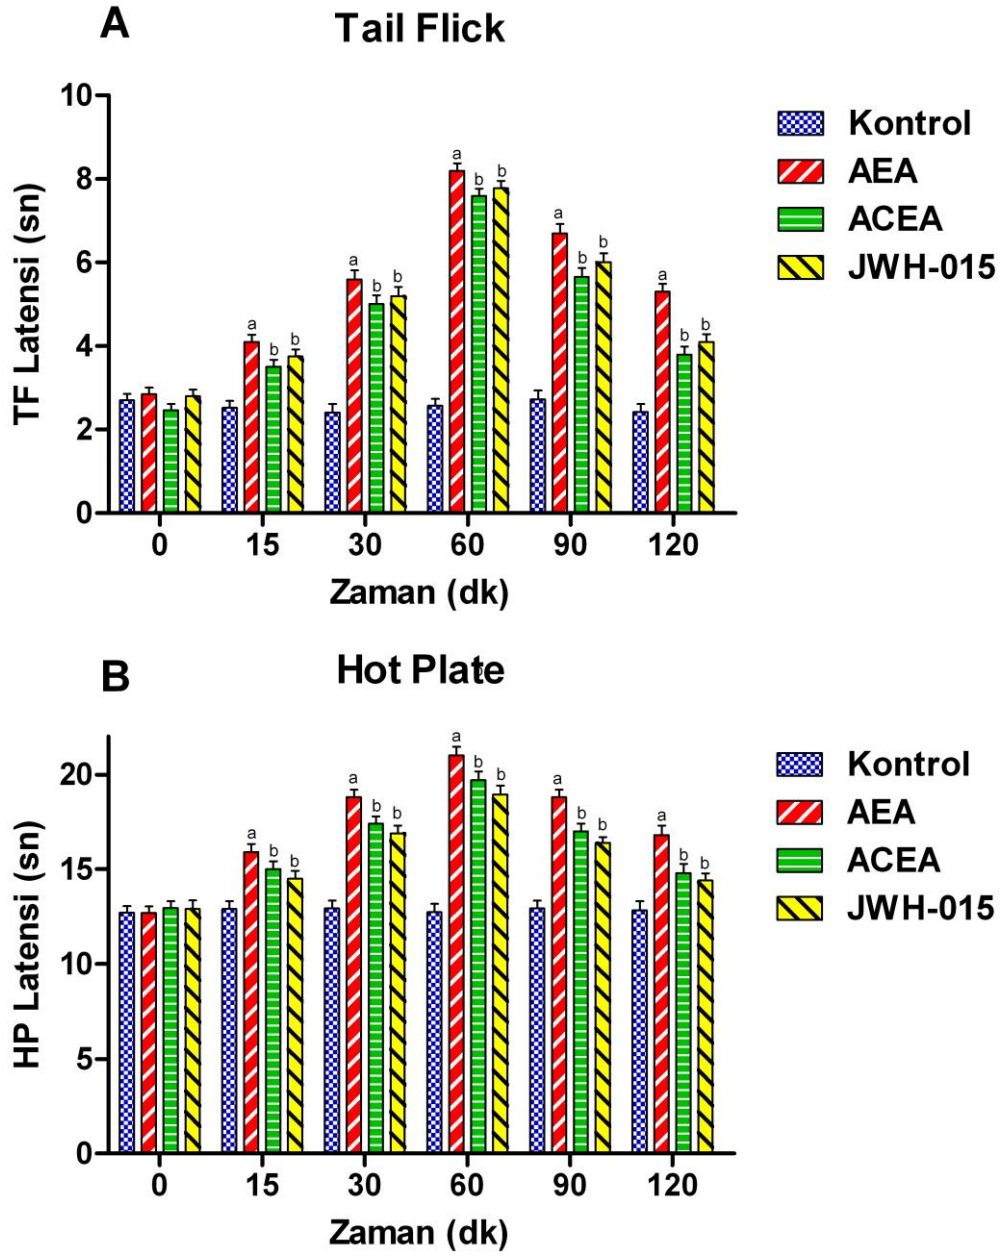 A
Tail Flick
TF Latensi (sn)
10
8
6
4
2
0
a
b
b
a
b
b
a
b
b
a
b
b
a
b
b
0 15 30 60 90 120
Zaman (dk)
Kontrol
AEA
ACEA
JWH-015
B
Hot Plate
HP Latensi (sn)
20
15
10
5
0
a
b
b
a
b
b
a
b
b
a
b
b
a
b
b
0 15 30 60 90 120
Zaman (dk)
Kontrol
AEA
ACEA
JWH-015